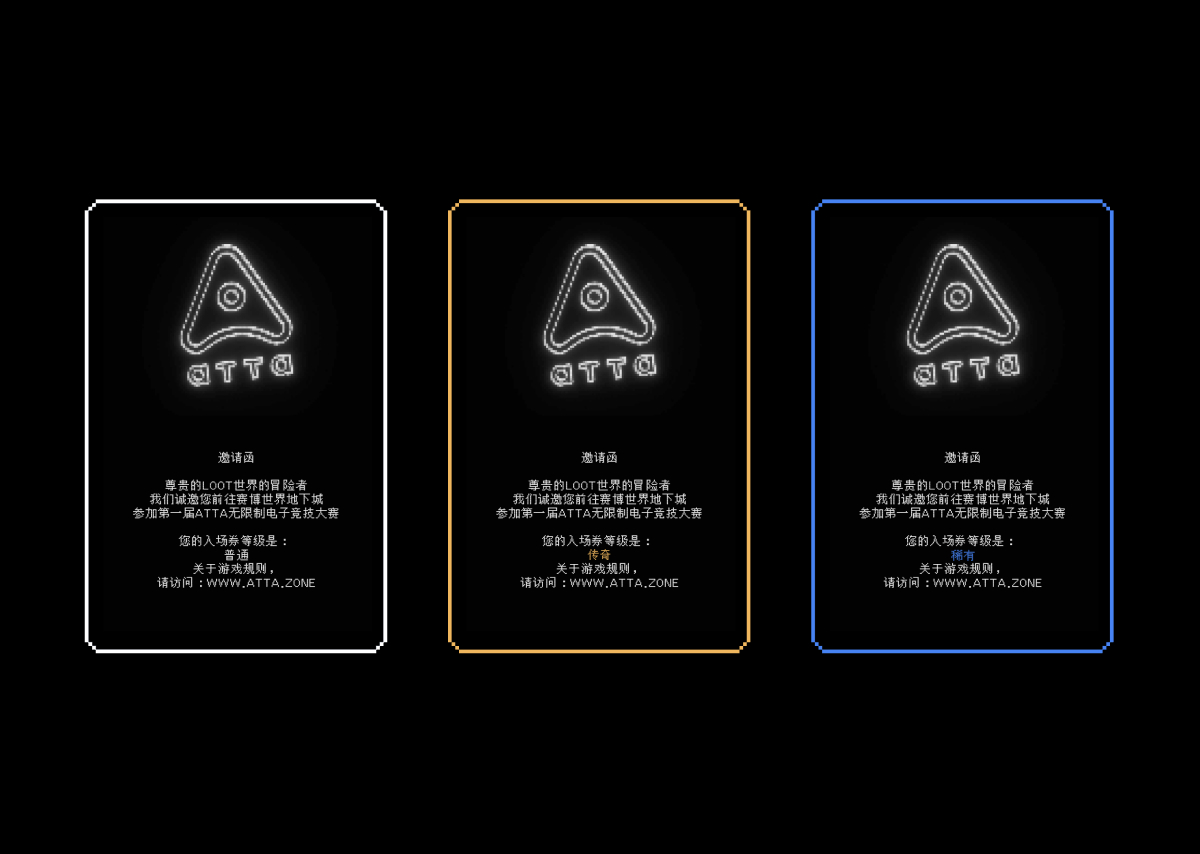 ATTA
邀请函
尊贵的LOOT世界的冒险者
我们诚邀您前往赛博世界地下城
参加第一届ATTA无限制电子竞技大赛
您的入场券等级是：
普通
关于游戏规则，
请访问：WWW.ATTA.ZONE
ATTA
邀请函
尊贵的LOOT世界的冒险者
我们诚邀您前往赛博世界地下城
参加第一届ATTA无限制电子竞技大赛
您的入场券等级是：
传奇
关于游戏规则，
请访问：WWW.ATTA.ZONE
ATTA
邀请函
尊贵的LOOT世界的冒险者
我们诚邀您前往赛博世界地下城
参加第一届ATTA无限制电子竞技大赛
您的入场券等级是：
稀有
关于游戏规则，
请访问：WWW.ATTA.ZONE